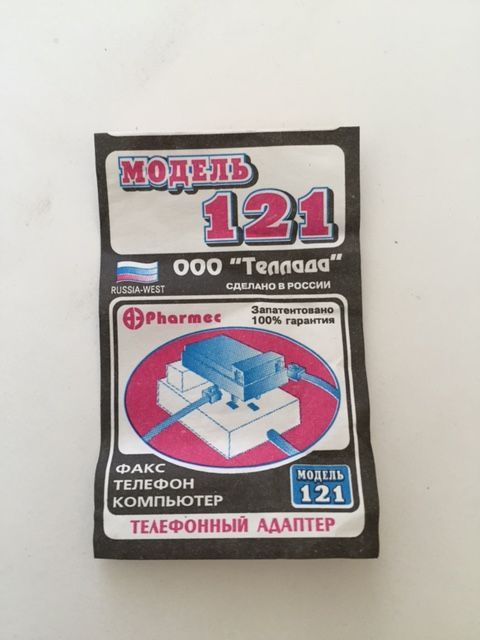 МОДЕЛЬ
121
ООО "Теллада"
RUSSIA-WEST
СДЕЛАНО В РОССИИ
Pharmec
Запатентовано
100% гарантия
ФАКС
ТЕЛЕФОН
КОМПЬЮТЕР
МОДЕЛЬ
121
ТЕЛЕФОННЫЙ АДАПТЕР